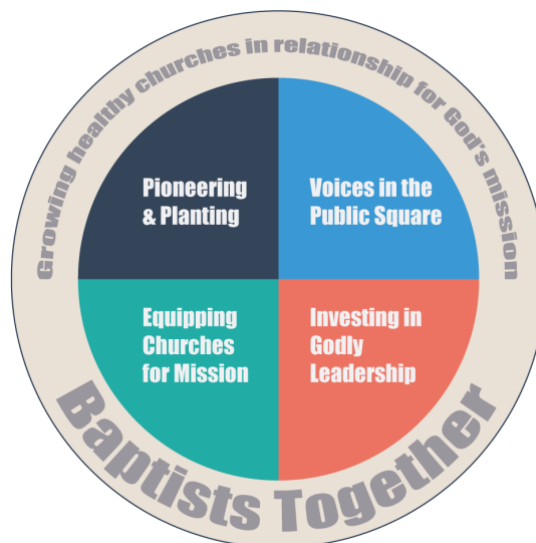 Growing healthy churches in relationship for God's mission
Pioneering
& Planting
Voices in the
Public Square
Equipping
Churches
for Mission
Investing in
Godly
Leadership
Baptists Together